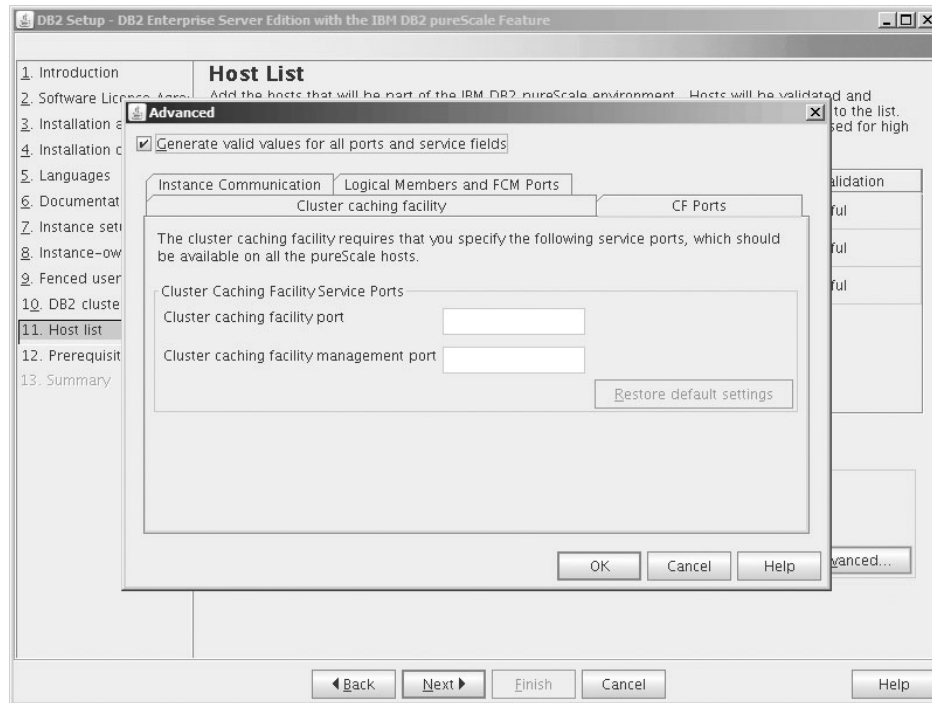 DB2 Setup - DB2 Enterprise Server Edition with the IBM DB2 pureScale Feature
1. Introduction
2. Software Licence Agre
3. Installation a
4. Installation c
5. Languages
6. Documentat
7. Instance setu
8. Instance-ow
9. Fenced user
10. DB2 cluste
11. Host list
12. Prerequisit
13. Summary
Host List
Add the hosts that will be part of the IBM DB2 pureScale environment. Hosts will be validated and
to the list.
sed for high
alidation
ful
ful
ful
vanced...
Advanced
Generate valid values for all ports and service fields
Instance Communication
Logical Members and FCM Ports
Cluster caching facility
CF Ports
The cluster caching facility requires that you specify the following service ports, which should
be available on all the pureScale hosts.
Cluster Caching Facility Service Ports
Cluster caching facility port
Cluster caching facility management port
Restore default settings
OK
Cancel
Help
Back
Next
Finish
Cancel
Help